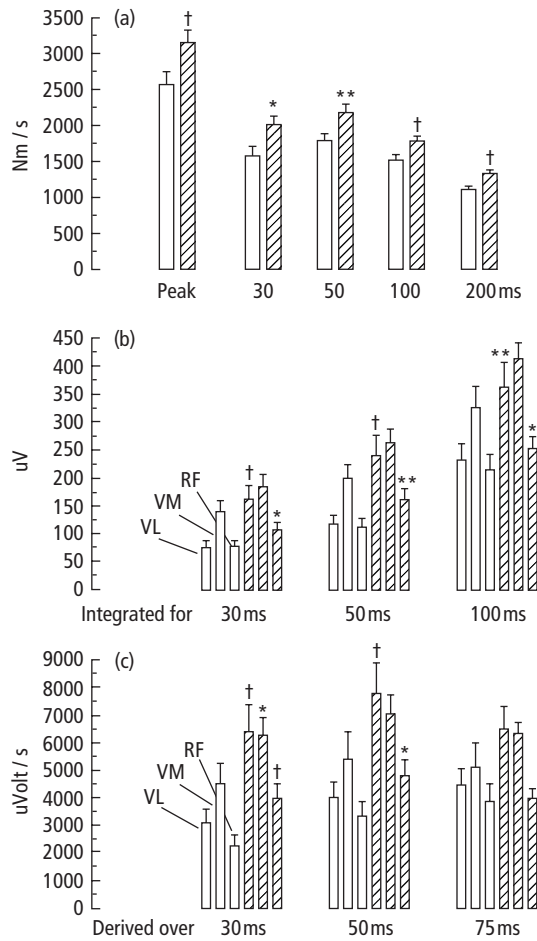 (a)
3500
3000
2500
2000
1500
1000
500
0
Nm / s
†
*
**
†
†
Peak 30 50 100 200 ms
(b)
450
400
350
300
250
200
150
100
50
0
uV
RF
VM
VL
†
*
†
**
**
*
Integrated for 30 ms 50 ms 100 ms
(c)
9000
8000
7000
6000
5000
4000
3000
2000
1000
0
uVolt / s
RF
VM
VL
†
*
†
†
*
Derived over 30 ms 50 ms 75 ms